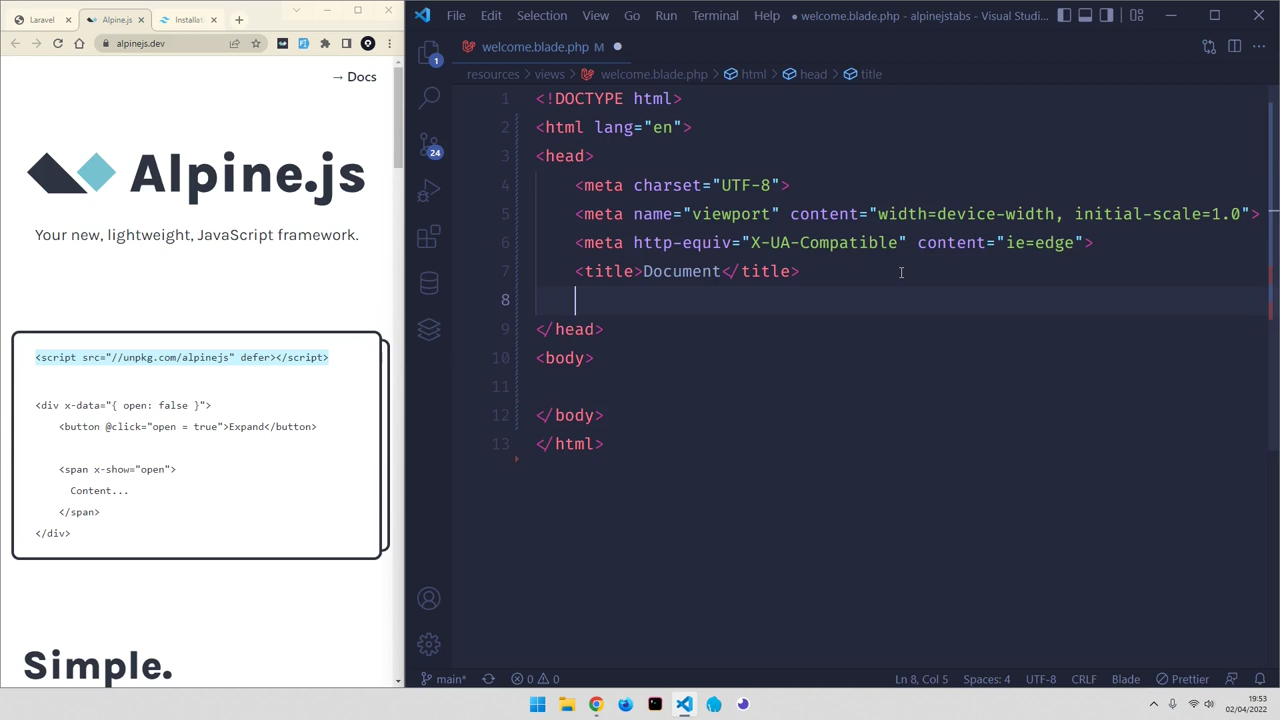 Laravel
Alpine.js
Installat
alpinejs.dev
→ Docs
Alpine.js
Your new, lightweight, JavaScript framework.
<script src="//unpkg.com/alpinejs" defer></script>
<div x-data="{ open: false }">
<button @click="open = true">Expand</button>
<span x-show="open">
Content...
</span>
</div>
Simple.
File Edit Selection View Go Run Terminal Help
● welcome.blade.php - alpinejstabs - Visual Studi...
welcome.blade.php M
resources > views > welcome.blade.php > html > head > title
1 <!DOCTYPE html>
2 <html lang="en">
3 <head>
4 <meta charset="UTF-8">
5 <meta name="viewport" content="width=device-width, initial-scale=1.0">
6 <meta http-equiv="X-UA-Compatible" content="ie=edge">
7 <title>Document</title>
8
9 </head>
10 <body>
11
12 </body>
13 </html>
1
24
main* 0 0 Ln 8, Col 5 Spaces: 4 UTF-8 CRLF Blade Prettier
19:53
02/04/2022